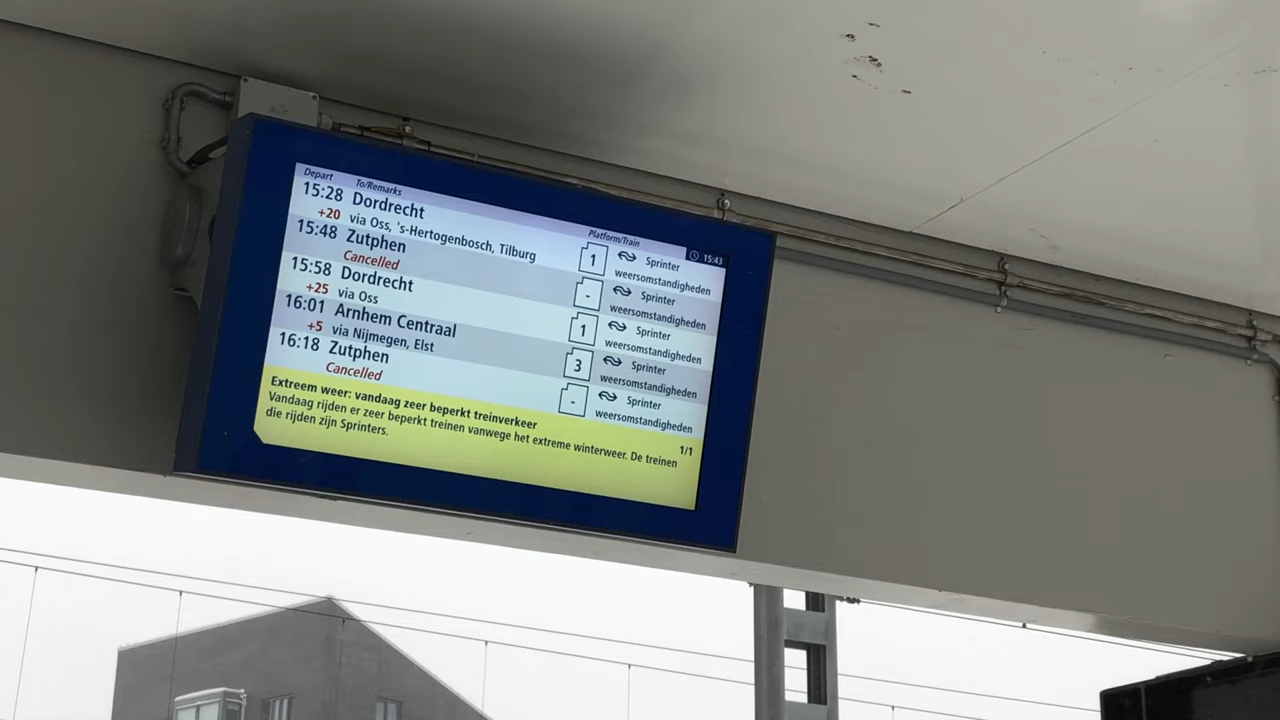 Depart To/Remarks Platform/Train 15:43
15:28 Dordrecht 1 Sprinter
+20 via Oss, 's-Hertogenbosch, Tilburg weersomstandigheden
15:48 Zutphen - Sprinter
Cancelled weersomstandigheden
15:58 Dordrecht 1 Sprinter
+25 via Oss weersomstandigheden
16:01 Arnhem Centraal 3 Sprinter
+5 via Nijmegen, Elst weersomstandigheden
16:18 Zutphen - Sprinter
Cancelled weersomstandigheden
Extreem weer: vandaag zeer beperkt treinverkeer 1/1
Vandaag rijden er zeer beperkt treinen vanwege het extreme winterweer. De treinen
die rijden zijn Sprinters.